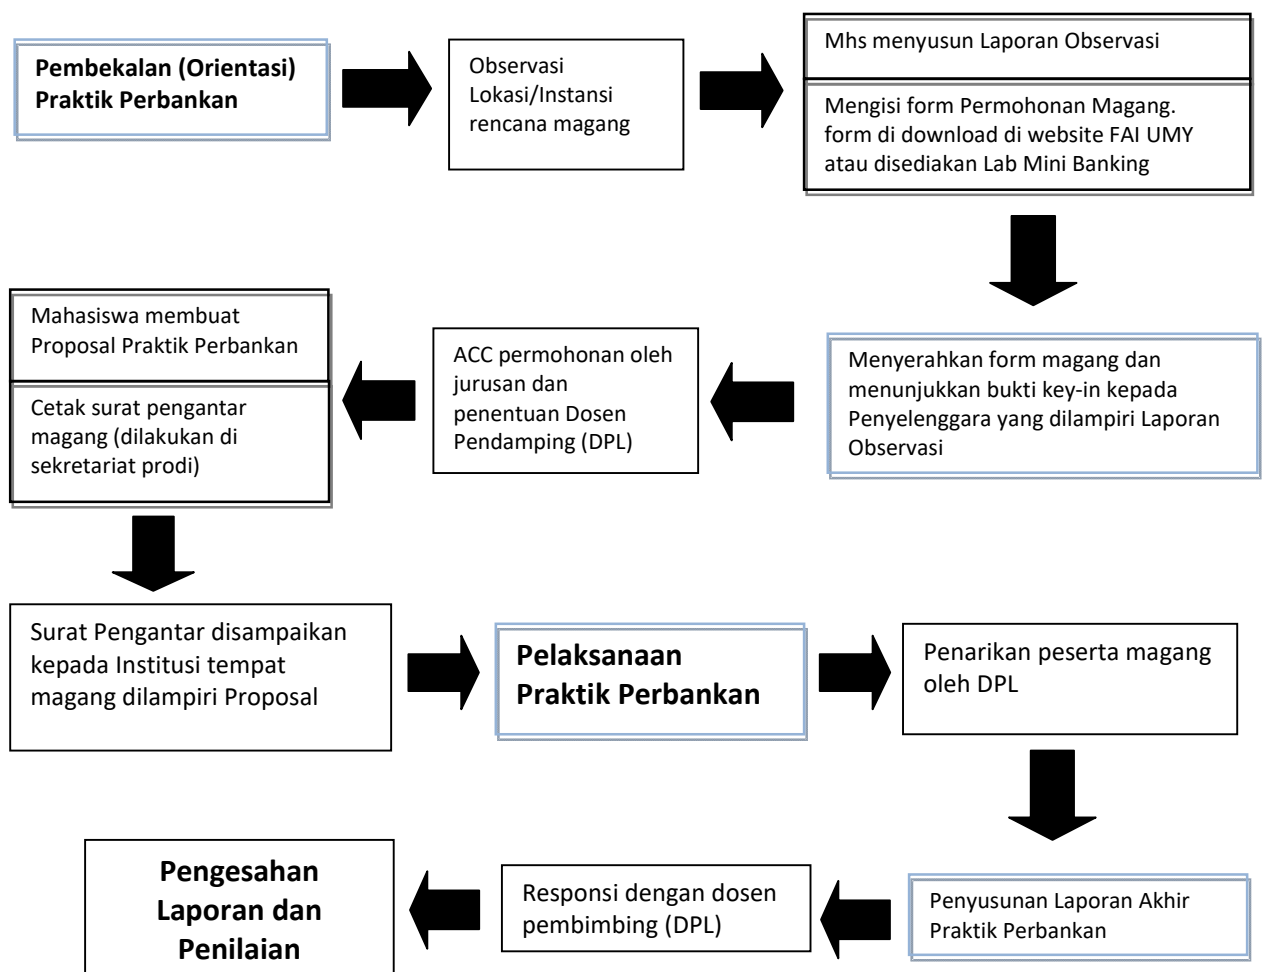 Pembekalan (Orientasi)
Praktik Perbankan
Observasi
Lokasi/Instansi
rencana magang
Mhs menyusun Laporan Observasi
Mengisi form Permohonan Magang.
form di download di website FAI UMY
atau disediakan Lab Mini Banking
Menyerahkan form magang dan
menunjukkan bukti key-in kepada
Penyelenggara yang dilampiri Laporan
Observasi
ACC permohonan oleh
jurusan dan
penentuan Dosen
Pendamping (DPL)
Mahasiswa membuat
Proposal Praktik Perbankan
Cetak surat pengantar
magang (dilakukan di
sekretariat prodi)
Surat Pengantar disampaikan
kepada Institusi tempat
magang dilampiri Proposal
Pelaksanaan
Praktik Perbankan
Penarikan peserta magang
oleh DPL
Penyusunan Laporan Akhir
Praktik Perbankan
Responsi dengan dosen
pembimbing (DPL)
Pengesahan
Laporan dan
Penilaian